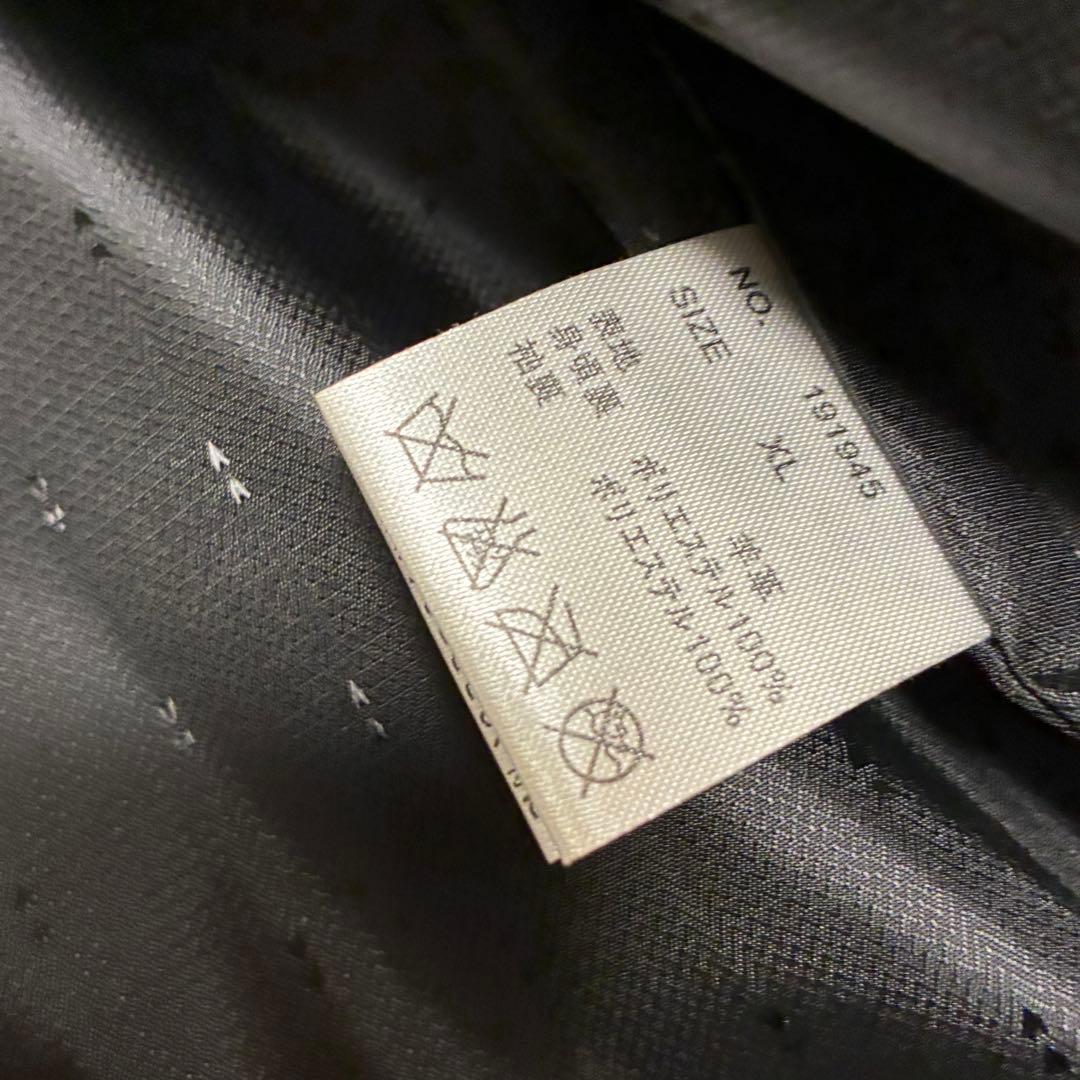 NO. 191945
SIZE XL
表地 羊革
身頃裏 ポリエステル100%
袖裏 ポリエステル100%